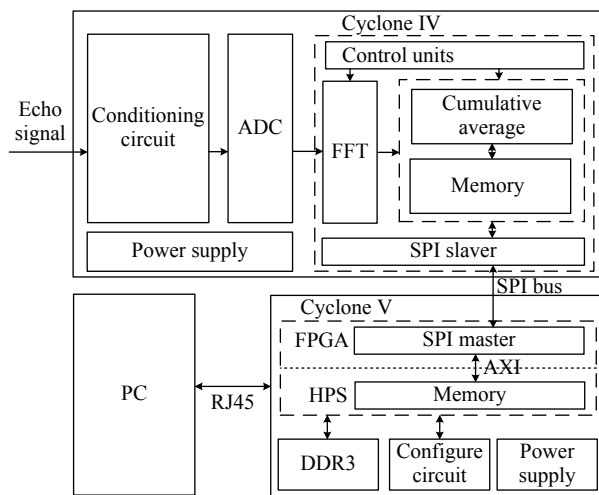 Cyclone IV
Control units
Echo
signal
Conditioning
circuit
ADC
FFT
Cumulative
average
Memory
Power supply
SPI slaver
SPI bus
Cyclone V
FPGA
SPI master
AXI
PC
RJ45
HPS
Memory
DDR3
Configure
circuit
Power
supply